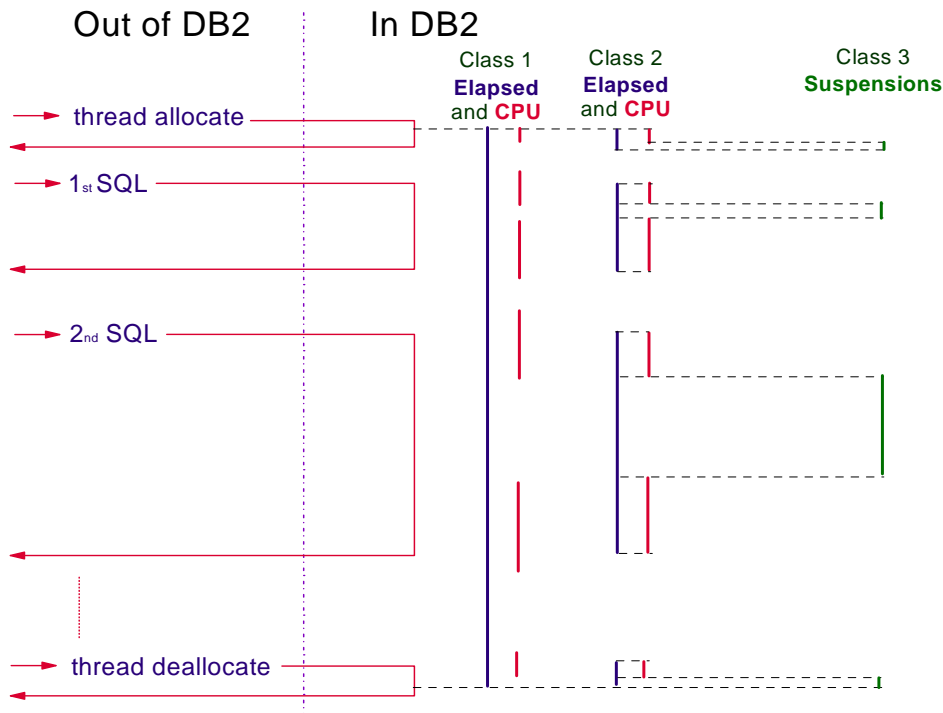 Out of DB2
In DB2
Class 1
Elapsed
and CPU
Class 2
Elapsed
and CPU
Class 3
Suspensions
thread allocate
1st SQL
2nd SQL
thread deallocate